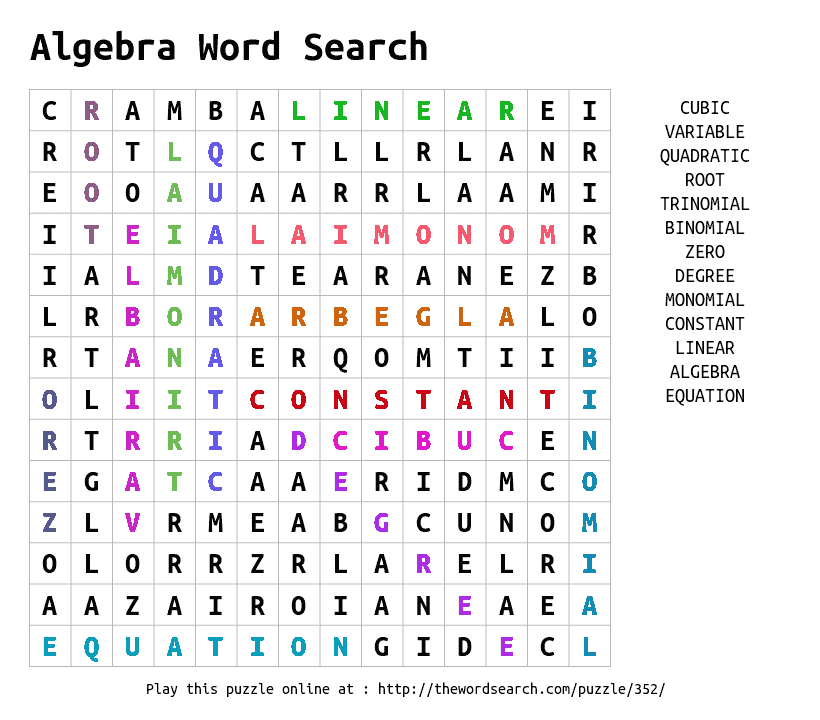 Algebra Word Search
C R A M B A L I N E A R E I
R O T L Q C T L L R L A N R
E O O A U A A R R L A A M I
I T E I A L A I M O N O M R
I A L M D T E A R A N E Z B
L R B O R A R B E G L A L O
R T A N A E R Q O M T I I B
O L I I T C O N S T A N T I
R T R R I A D C I B U C E N
E G A T C A A E R I D M C O
Z L V R M E A B G C U N O M
O L O R R Z R L A R E L R I
A A Z A I R O I A N E A E A
E Q U A T I O N G I D E C L
CUBIC
VARIABLE
QUADRATIC
ROOT
TRINOMIAL
BINOMIAL
ZERO
DEGREE
MONOMIAL
CONSTANT
LINEAR
ALGEBRA
EQUATION
Play this puzzle online at : http://thewordsearch.com/puzzle/352/